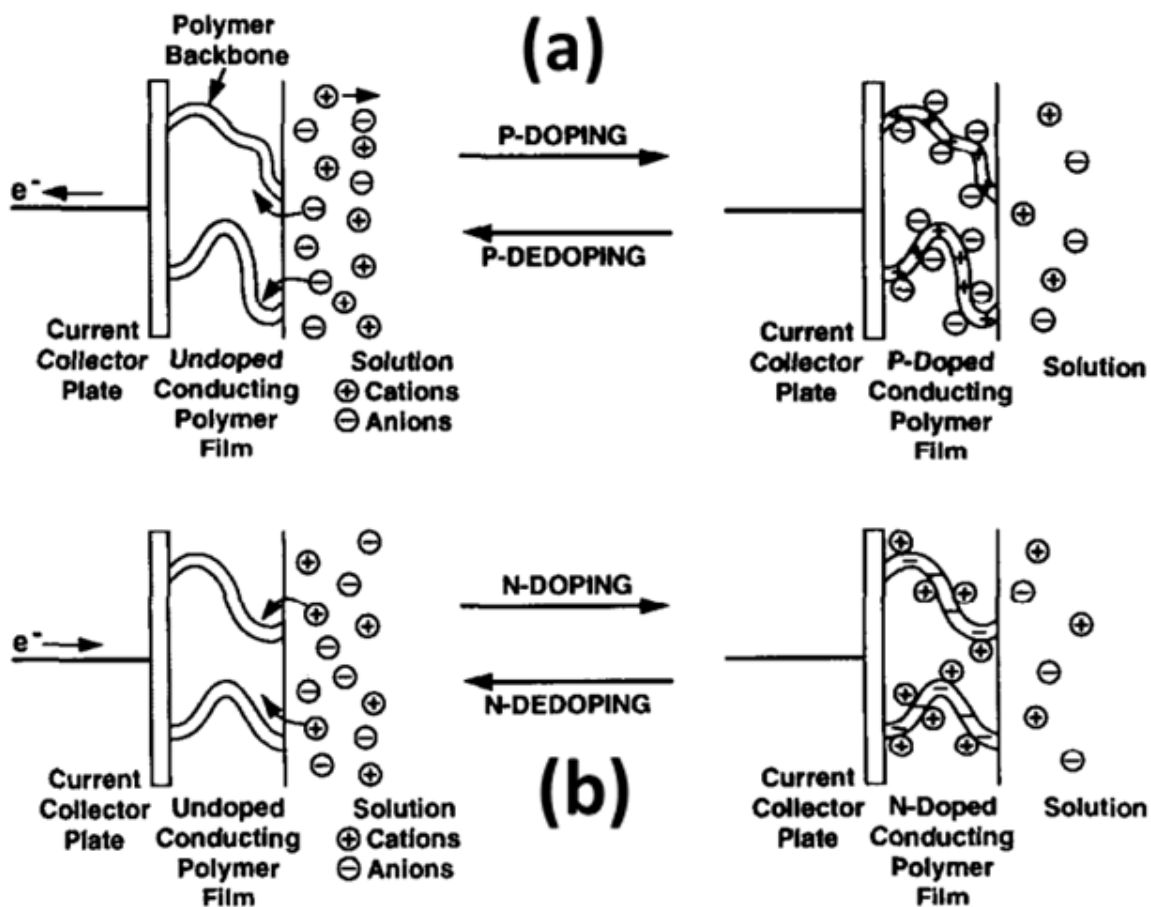 Polymer
Backbone
(a)
e⁻
P-DOPING
P-DEDOPING
Current
Collector
Plate
Undoped
Conducting
Polymer
Film
Solution
⊕ Cations
⊖ Anions
Current
Collector
Plate
P-Doped
Conducting
Polymer
Film
Solution
e⁻
N-DOPING
N-DEDOPING
(b)
Current
Collector
Plate
Undoped
Conducting
Polymer
Film
Solution
⊕ Cations
⊖ Anions
Current
Collector
Plate
N-Doped
Conducting
Polymer
Film
Solution